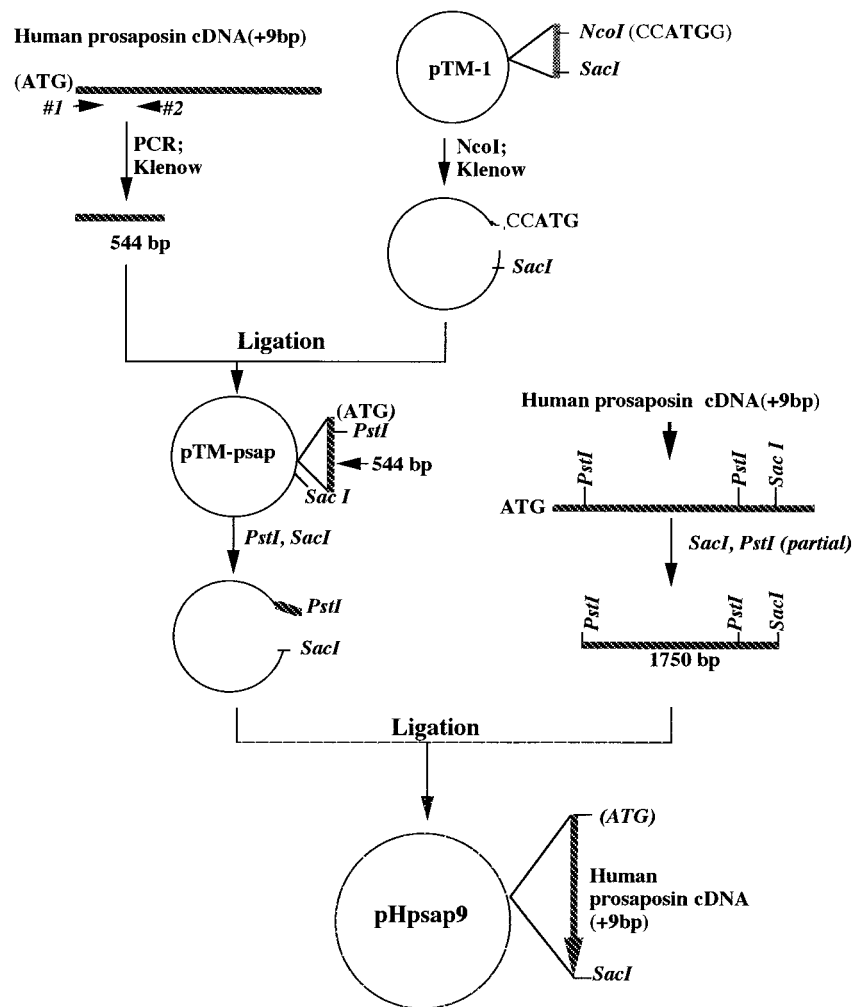 Human prosaposin cDNA(+9bp)
(ATG)
#1
#2
PCR;
Klenow
544 bp
pTM-1
NcoI (CCATGG)
SacI
NcoI;
Klenow
CCATG
SacI
Ligation
pTM-psap
(ATG)
PstI
544 bp
Sac I
PstI, SacI
PstI
SacI
Human prosaposin cDNA(+9bp)
PstI
PstI
Sac I
ATG
SacI, PstI (partial)
PstI
PstI
SacI
1750 bp
Ligation
pHpsap9
(ATG)
Human
prosaposin cDNA
(+9bp)
SacI